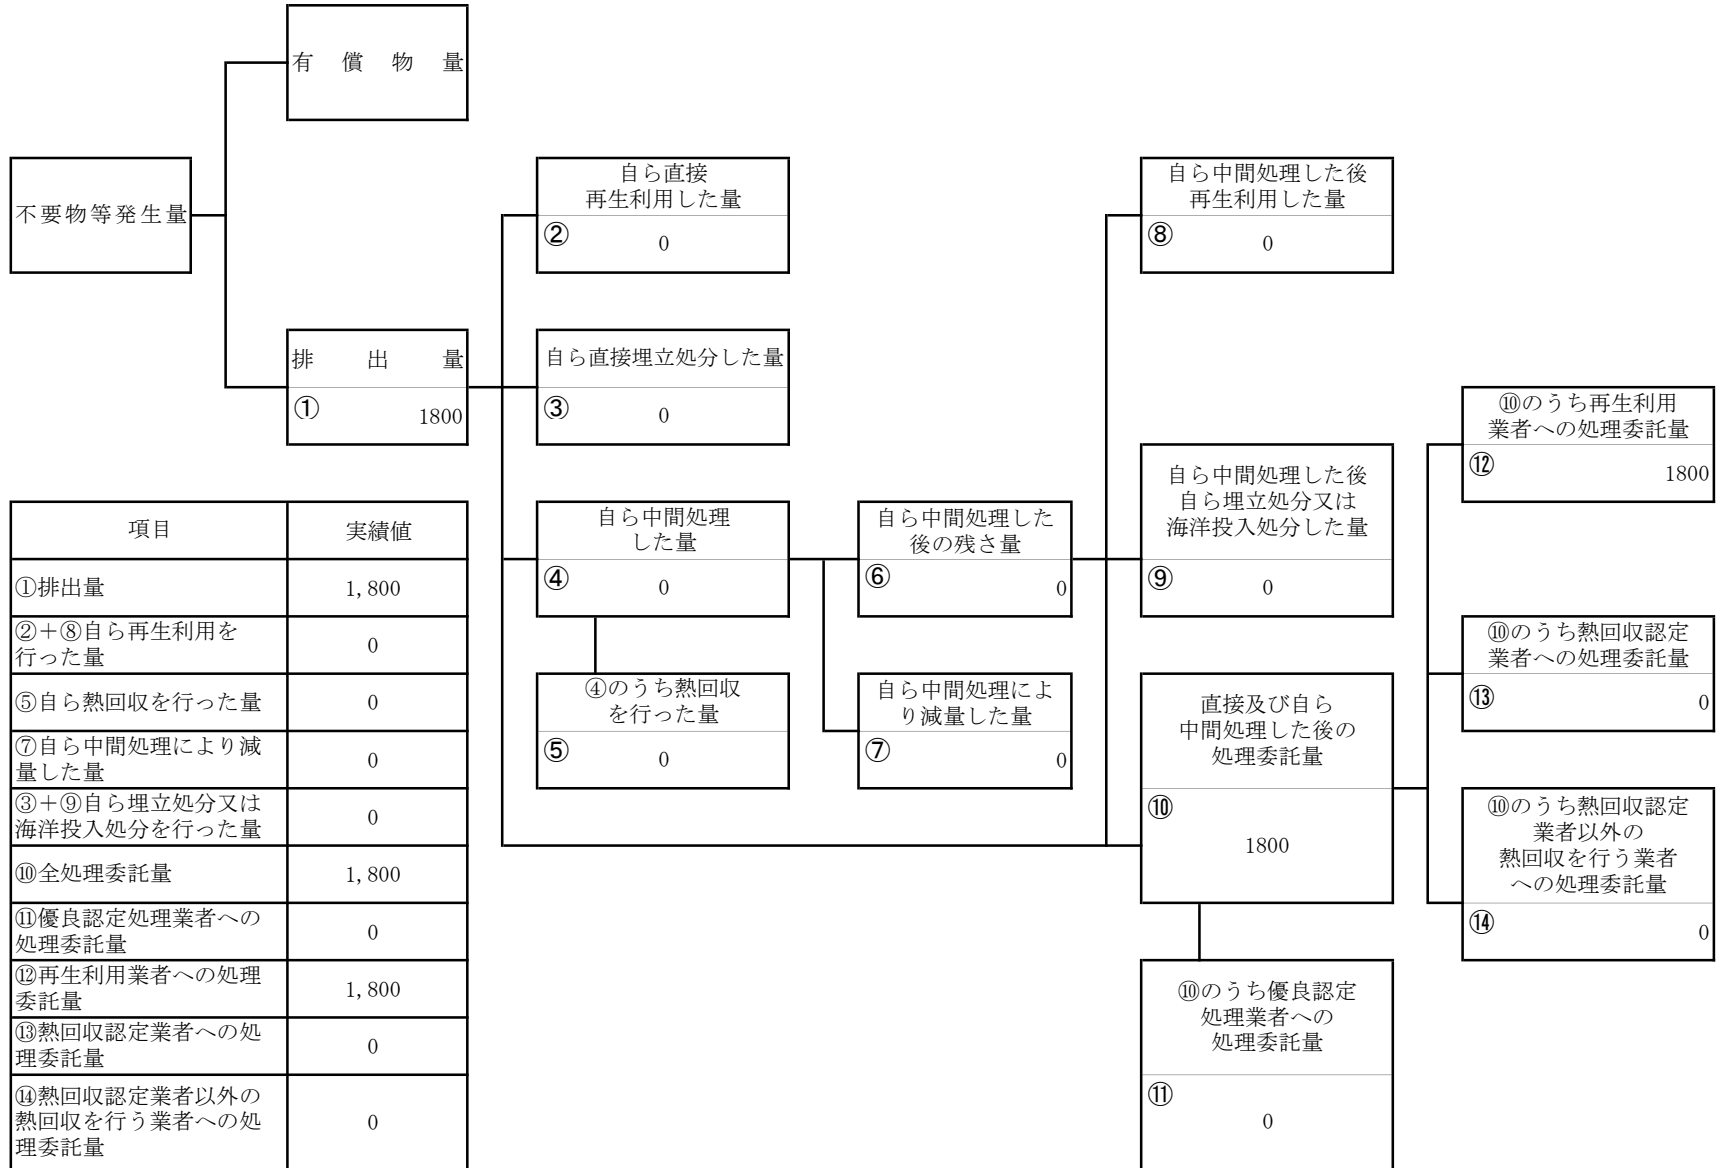 有償物量
不要物等発生量
自ら直接
再生利用した量
② 0
自ら中間処理した後
再生利用した量
⑧ 0
排出量
① 1800
自ら直接埋立処分した量
③ 0
⑩のうち再生利用
業者への処理委託量
⑫ 1800
自ら中間処理した後
自ら埋立処分又は
海洋投入処分した量
⑨ 0
自ら中間処理
した量
④ 0
自ら中間処理した
後の残さ量
⑥ 0
⑩のうち熱回収認定
業者への処理委託量
⑬ 0
④のうち熱回収
を行った量
⑤ 0
自ら中間処理によ
り減量した量
⑦ 0
直接及び自ら
中間処理した後の
処理委託量
⑩
1800
⑩のうち熱回収認定
業者以外の
熱回収を行う業者
への処理委託量
⑭ 0
⑩のうち優良認定
処理業者への
処理委託量
⑪
0
項目 実績値
①排出量 1,800
②＋⑧自ら再生利用を
行った量 0
⑤自ら熱回収を行った量 0
⑦自ら中間処理により減
量した量 0
③＋⑨自ら埋立処分又は
海洋投入処分を行った量 0
⑩全処理委託量 1,800
⑪優良認定処理業者への
処理委託量 0
⑫再生利用業者への処理
委託量 1,800
⑬熱回収認定業者への処
理委託量 0
⑭熱回収認定業者以外の
熱回収を行う業者への処
理委託量 0